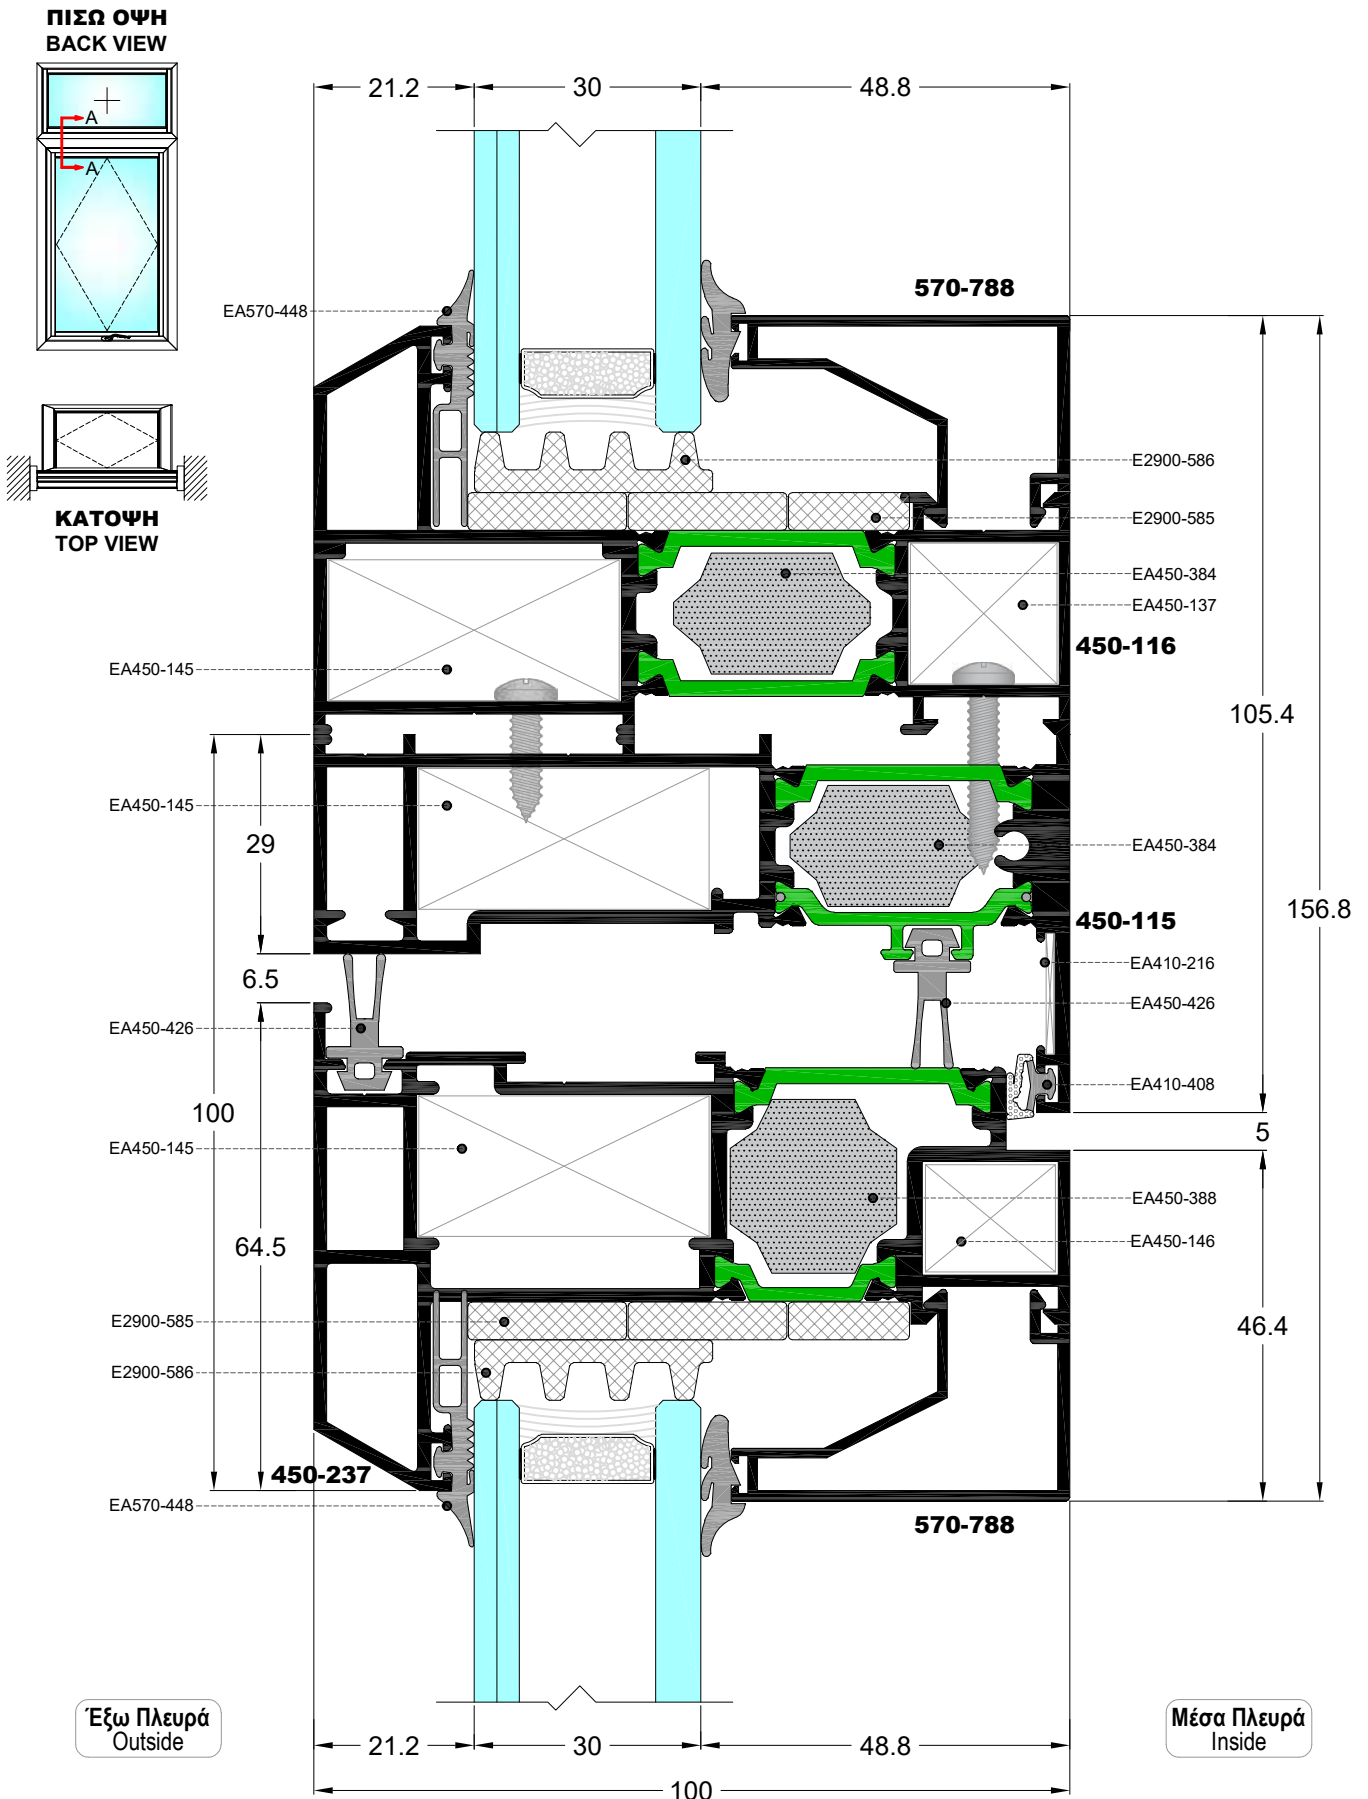 ΠΙΣΩ ΟΨΗ
BACK VIEW
A
A
ΚΑΤΟΨΗ
TOP VIEW
21.2
30
48.8
570-788
EA570-448
E2900-586
E2900-585
EA450-384
EA450-137
450-116
EA450-145
105.4
EA450-145
29
EA450-384
156.8
450-115
EA410-216
6.5
EA450-426
EA450-426
EA410-408
100
5
EA450-145
EA450-388
EA450-146
64.5
E2900-585
46.4
E2900-586
450-237
EA570-448
570-788
Έξω Πλευρά
Outside
Μέσα Πλευρά
Inside
21.2
30
48.8
100